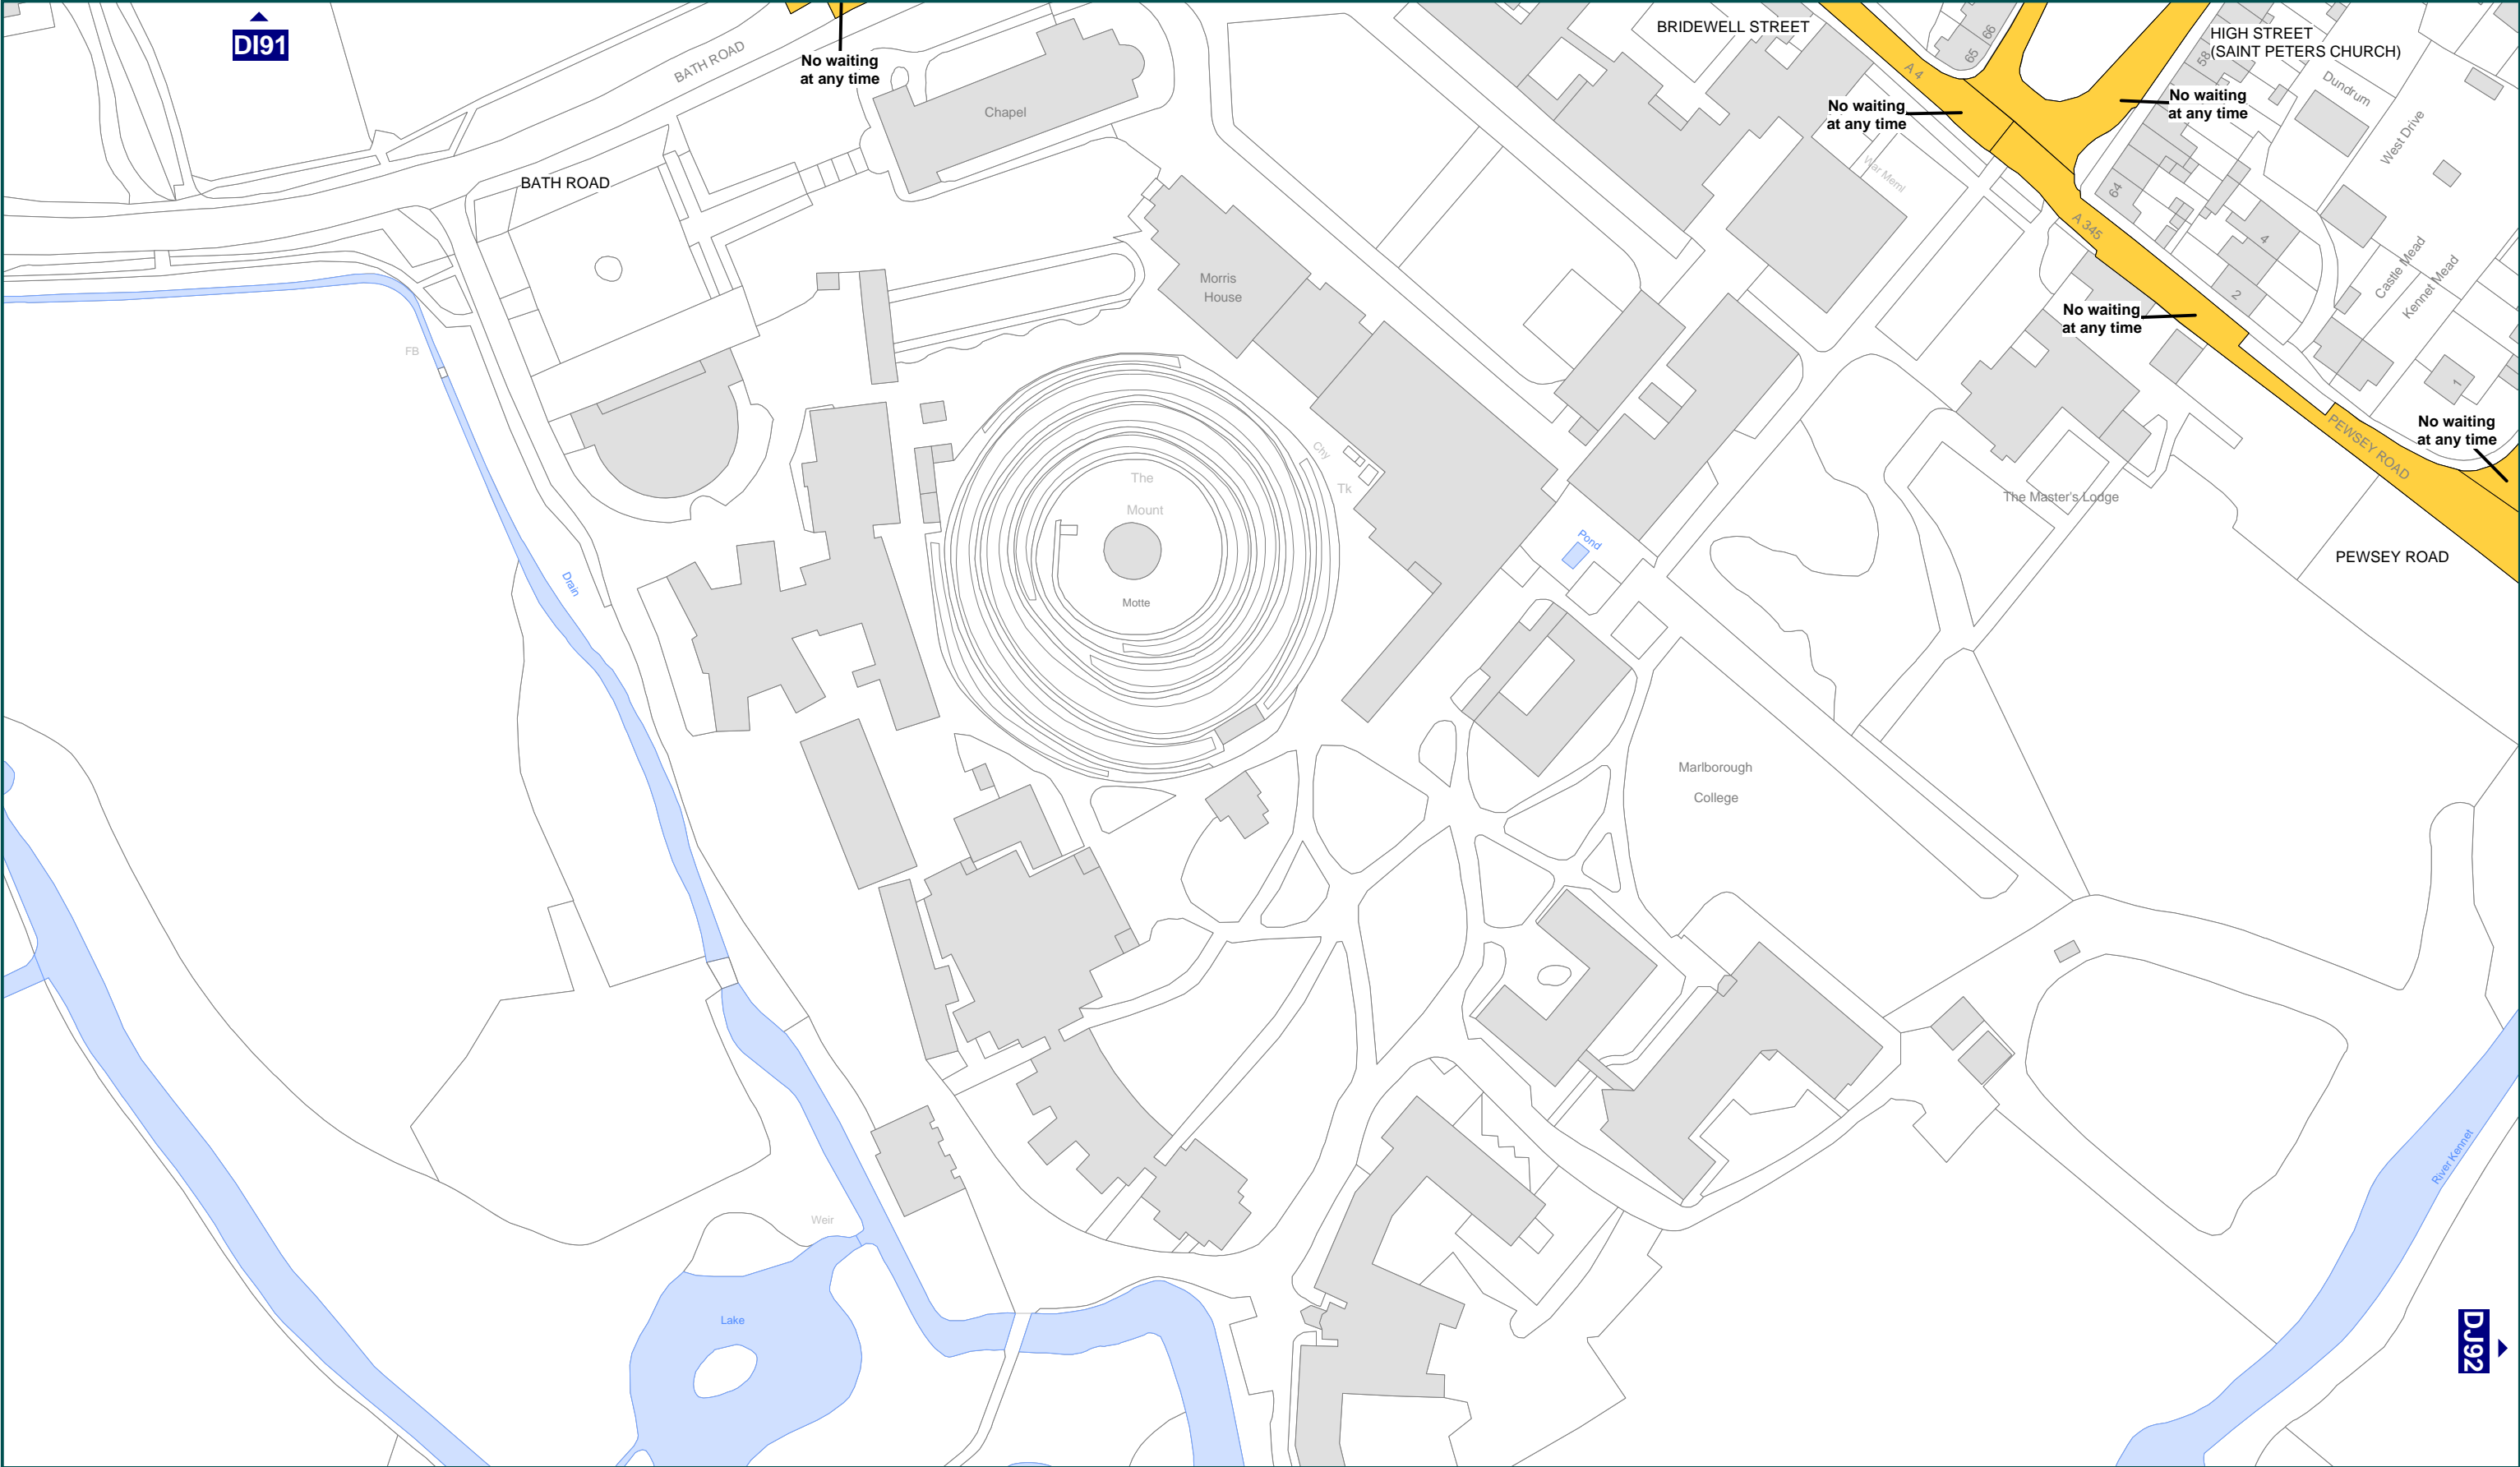 DI91
BATH ROAD
No waiting
at any time
BRIDEWELL STREET
A 4
65
66
58
HIGH STREET
(SAINT PETERS CHURCH)
No waiting
at any time
No waiting
at any time
Dundrum
West Drive
Chapel
BATH ROAD
War Meml
64
A 345
4
2
Castle Mead
Kennet Mead
Morris
House
No waiting
at any time
FB
1
No waiting
at any time
PEWSEY ROAD
Chy
Tk
The
Mount
The Master's Lodge
Pond
PEWSEY ROAD
Drain
Motte
Marlborough
College
River Kennet
Weir
Lake
DJ92